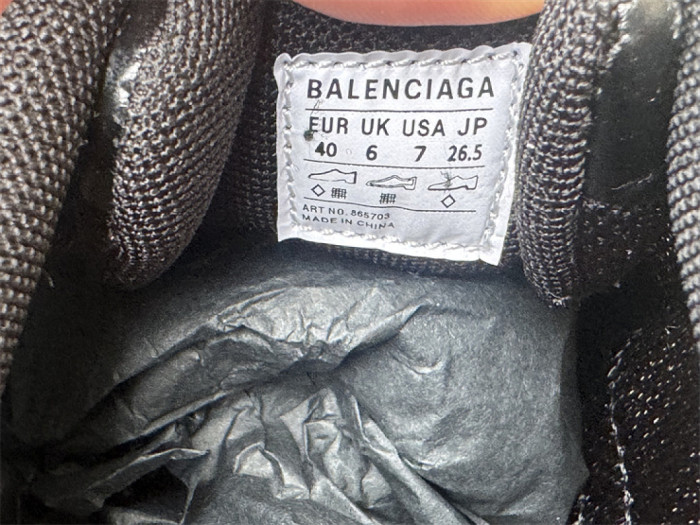 BALENCIAGA
EUR UK USA JP
40 6 7 26.5
ART NO. 865703
MADE IN CHINA